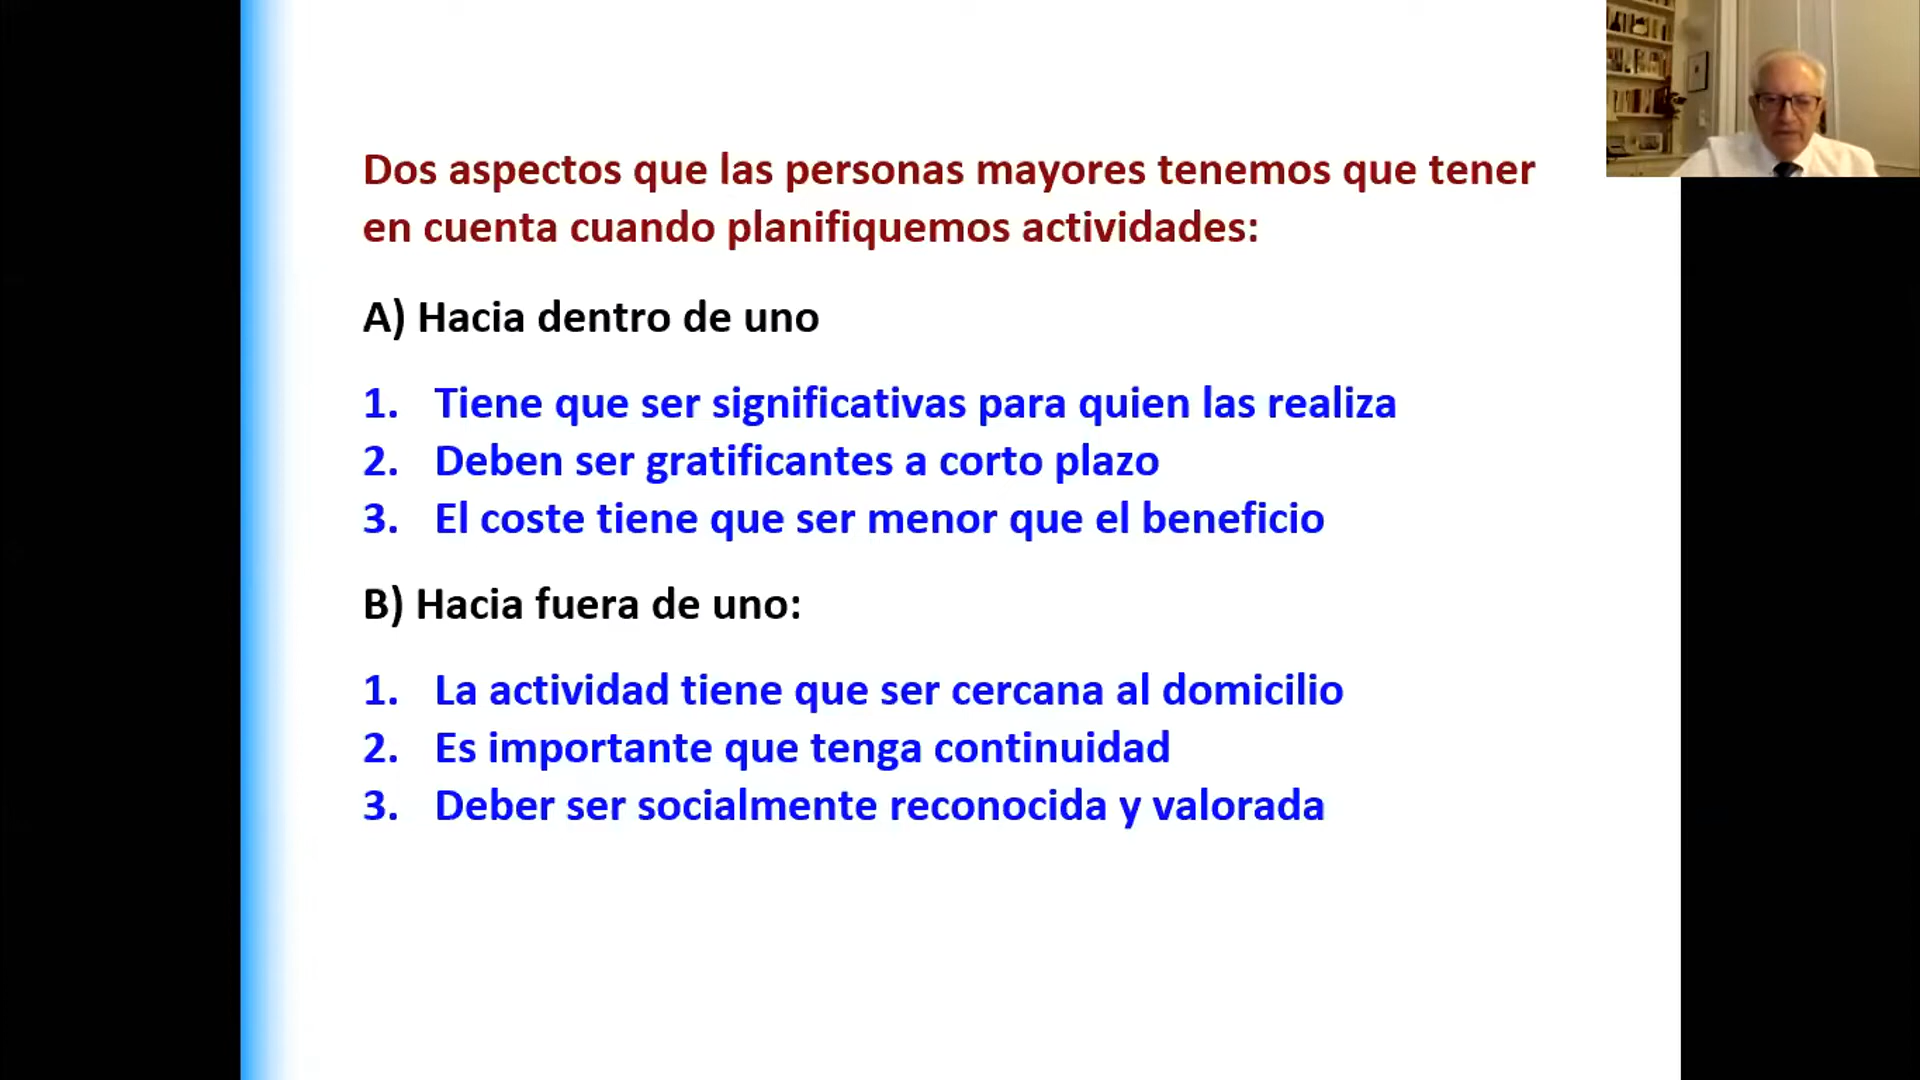 Dos aspectos que las personas mayores tenemos que tener
en cuenta cuando planifiquemos actividades:
A) Hacia dentro de uno
1. Tiene que ser significativas para quien las realiza
2. Deben ser gratificantes a corto plazo
3. El coste tiene que ser menor que el beneficio
B) Hacia fuera de uno:
1. La actividad tiene que ser cercana al domicilio
2. Es importante que tenga continuidad
3. Deber ser socialmente reconocida y valorada